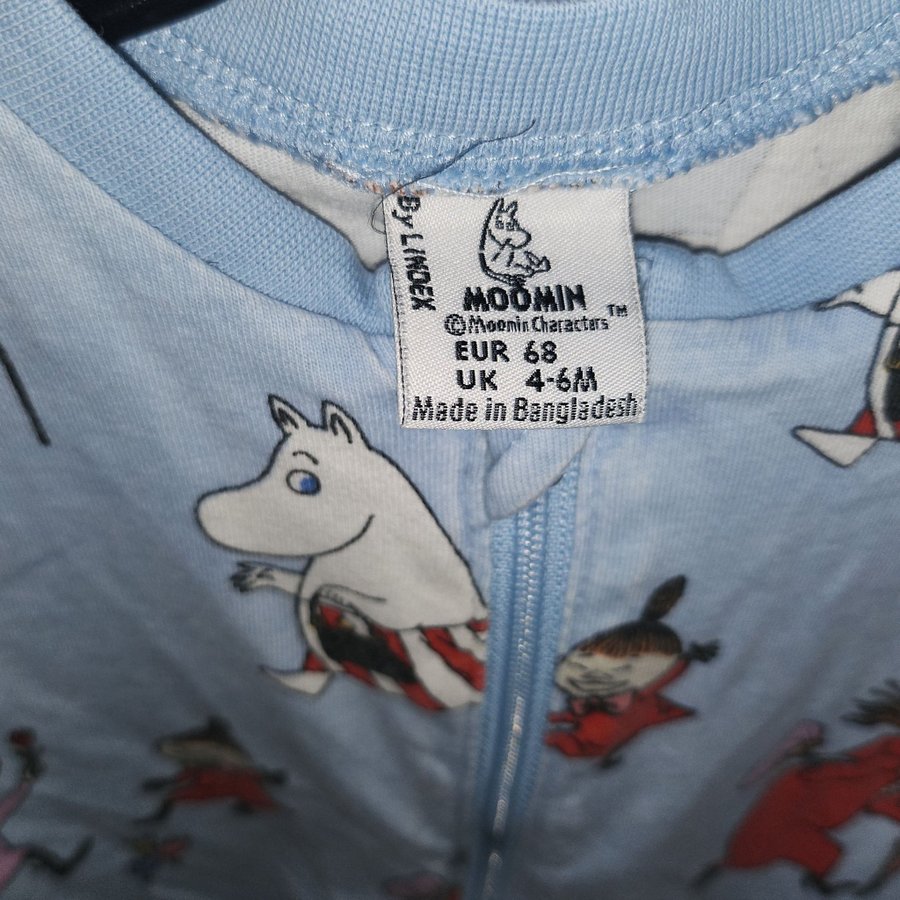 By LINDEX
MOOMIN
©Moomin Characters™
EUR 68
UK 4-6M
Made in Bangladesh